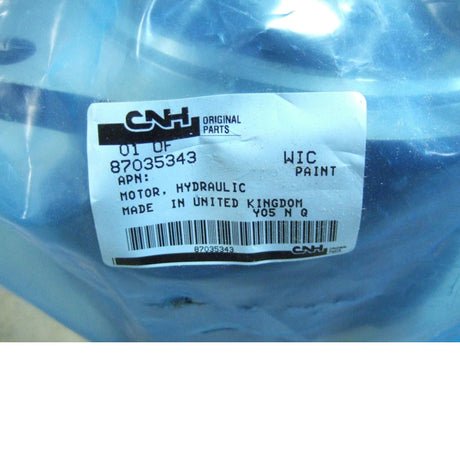 CNH ORIGINAL
PARTS
01 OF
87035343 WIC
APN: PAINT
MOTOR, HYDRAULIC
MADE IN UNITED KINGDOM
Y05 N Q
87035343
CNH